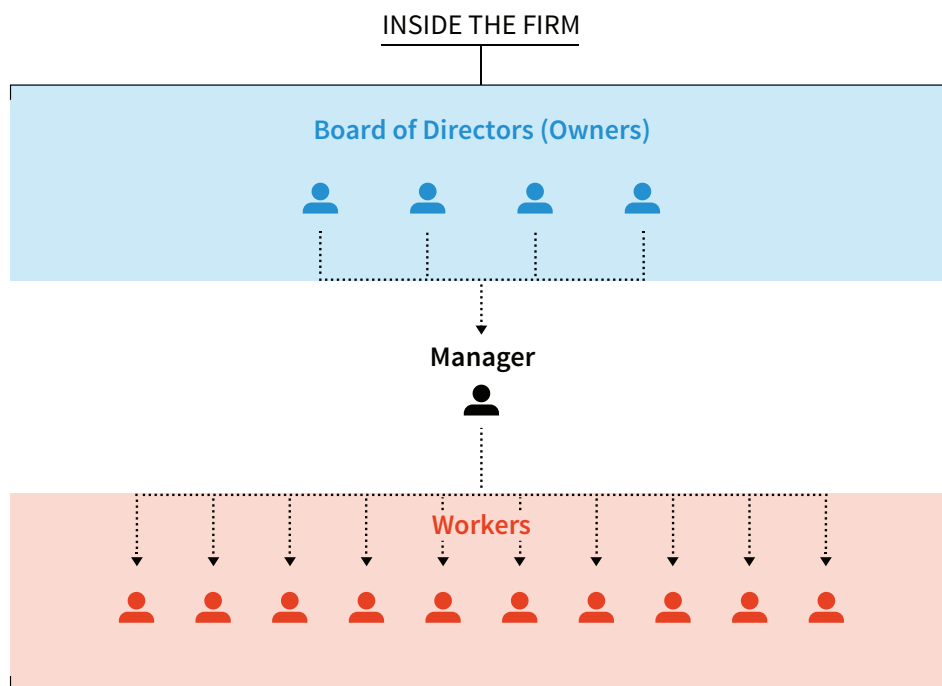 INSIDE THE FIRM
Board of Directors (Owners)
Manager
Workers